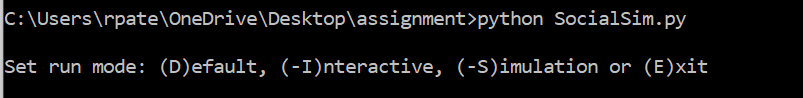 C:\Users\rpate\OneDrive\Desktop\assignment>python SocialSim.py
Set run mode: (D)efault, (-I)nteractive, (-S)imulation or (E)xit